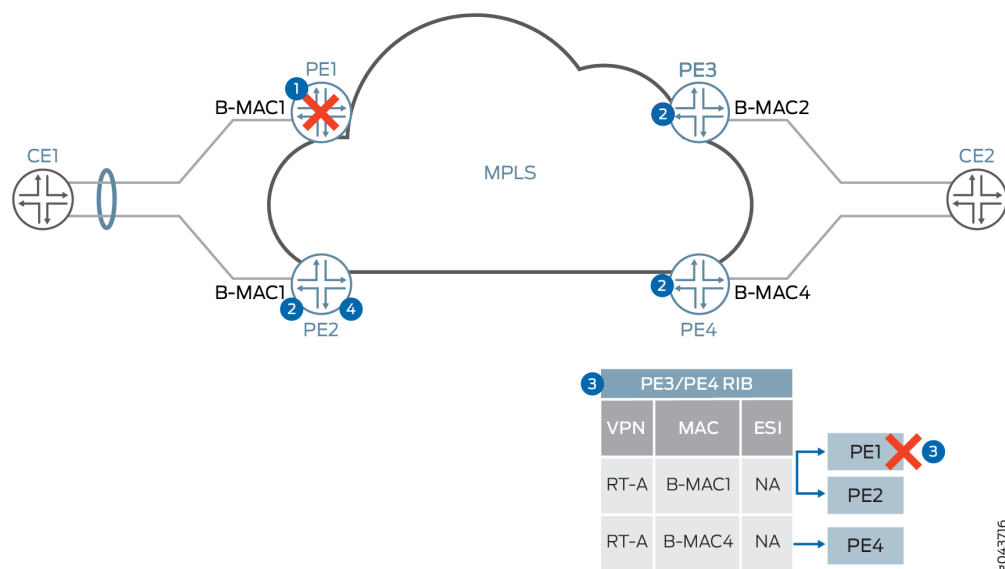 PE1
1
B-MAC1
CE1
PE3
2
B-MAC2
CE2
MPLS
B-MAC1
2
4
PE2
2
B-MAC4
PE4
3
PE3/PE4 RIB
VPN MAC ESI
RT-A B-MAC1 NA
RT-A B-MAC4 NA
PE1
3
PE2
PE4
g043716